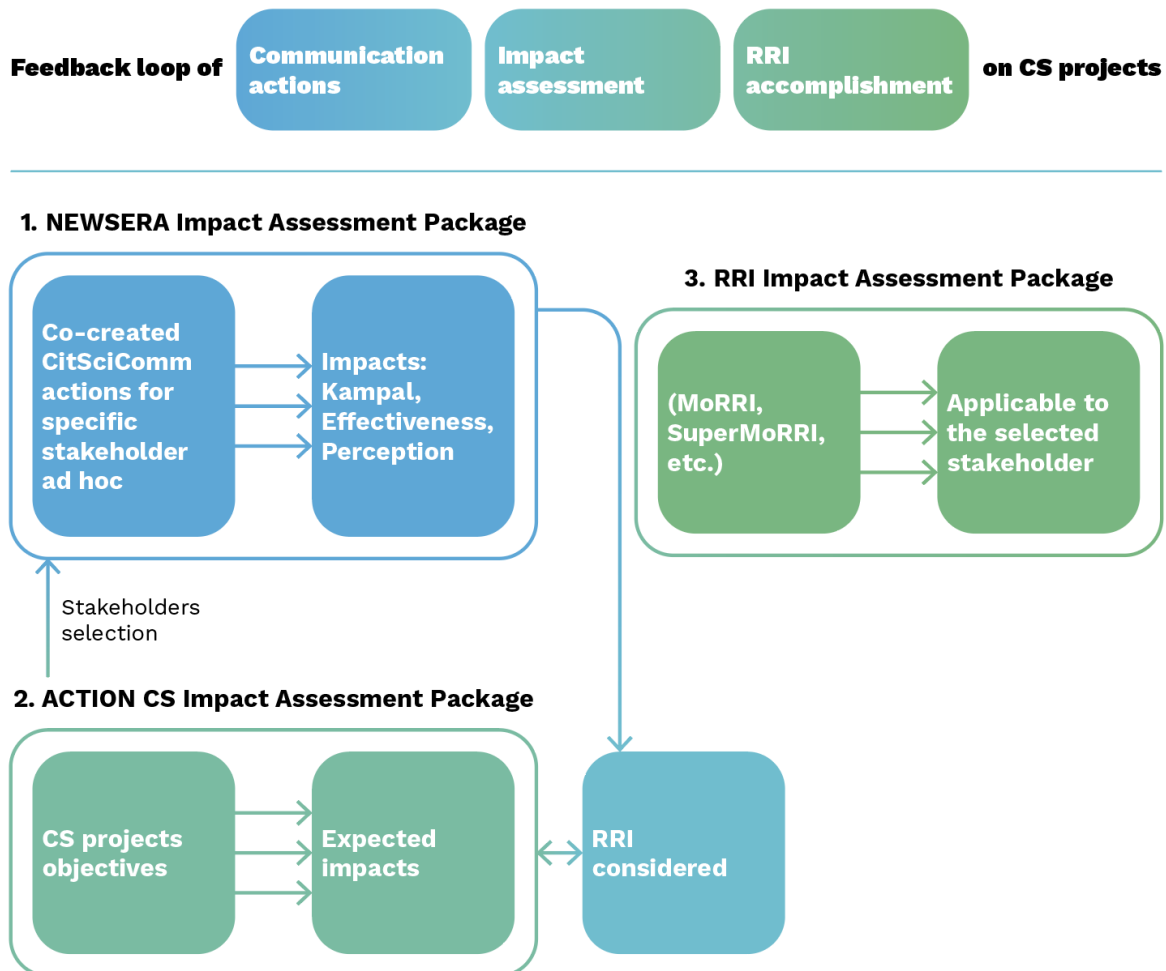 Feedback loop of
Communication
actions
Impact
assessment
RRI
accomplishment
on CS projects
1. NEWSERA Impact Assessment Package
Co-created
CitSciComm
actions for
specific
stakeholder
ad hoc
Impacts:
Kampal,
Effectiveness,
Perception
3. RRI Impact Assessment Package
(MoRRI,
SuperMoRRI,
etc.)
Applicable to
the selected
stakeholder
Stakeholders
selection
2. ACTION CS Impact Assessment Package
CS projects
objectives
Expected
impacts
RRI
considered